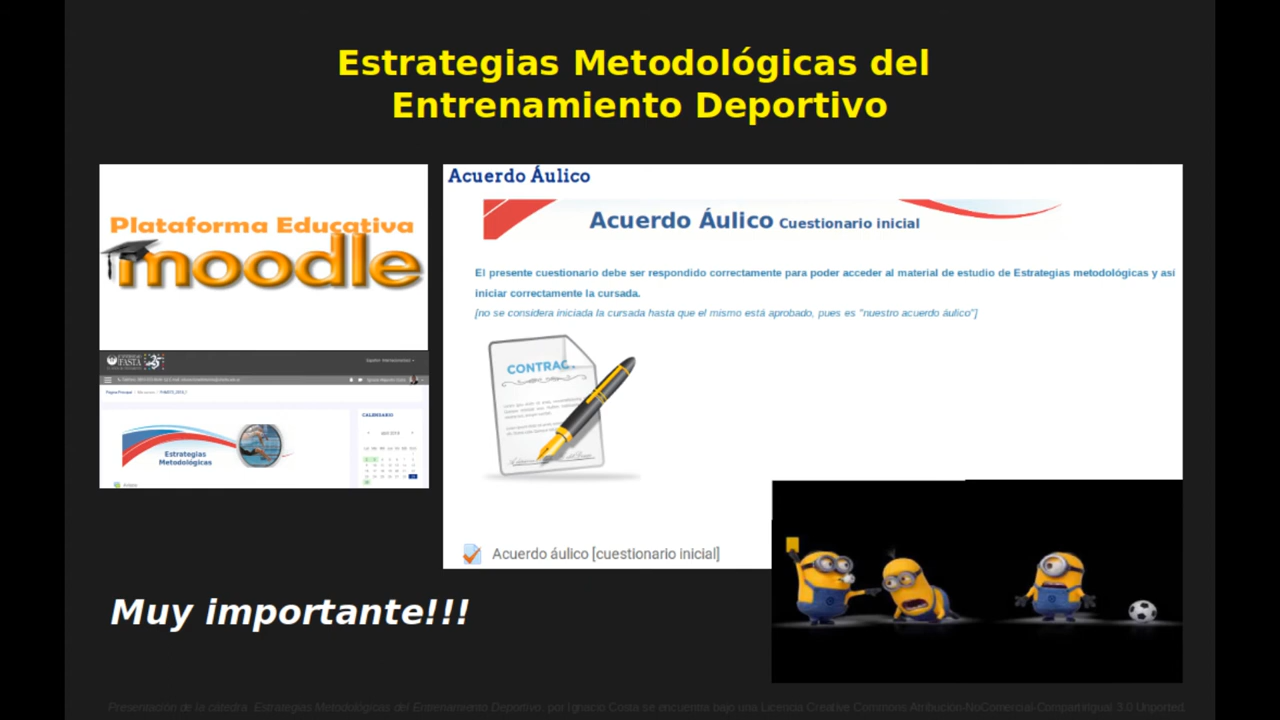 Estrategias Metodológicas del
Entrenamiento Deportivo
Plataforma Educativa
moodle
FASTA
CALENDARIO
Estrategias
Metodológicas
Acuerdo Áulico
Acuerdo Áulico Cuestionario inicial
El presente cuestionario debe ser respondido correctamente para poder acceder al material de estudio de Estrategias metodológicas y así
iniciar correctamente la cursada.
[no se considera iniciada la cursada hasta que el mismo está aprobado, pues es "nuestro acuerdo áulico"]
CONTRAC
Acuerdo áulico [cuestionario inicial]
Muy importante!!!
Presentación de la cátedra Estrategias Metodológicas del Entrenamiento Deportivo, por Ignacio Costa se encuentra bajo una Licencia Creative Commons Atribución-NoComercial-CompartirIgual 3.0 Unported.